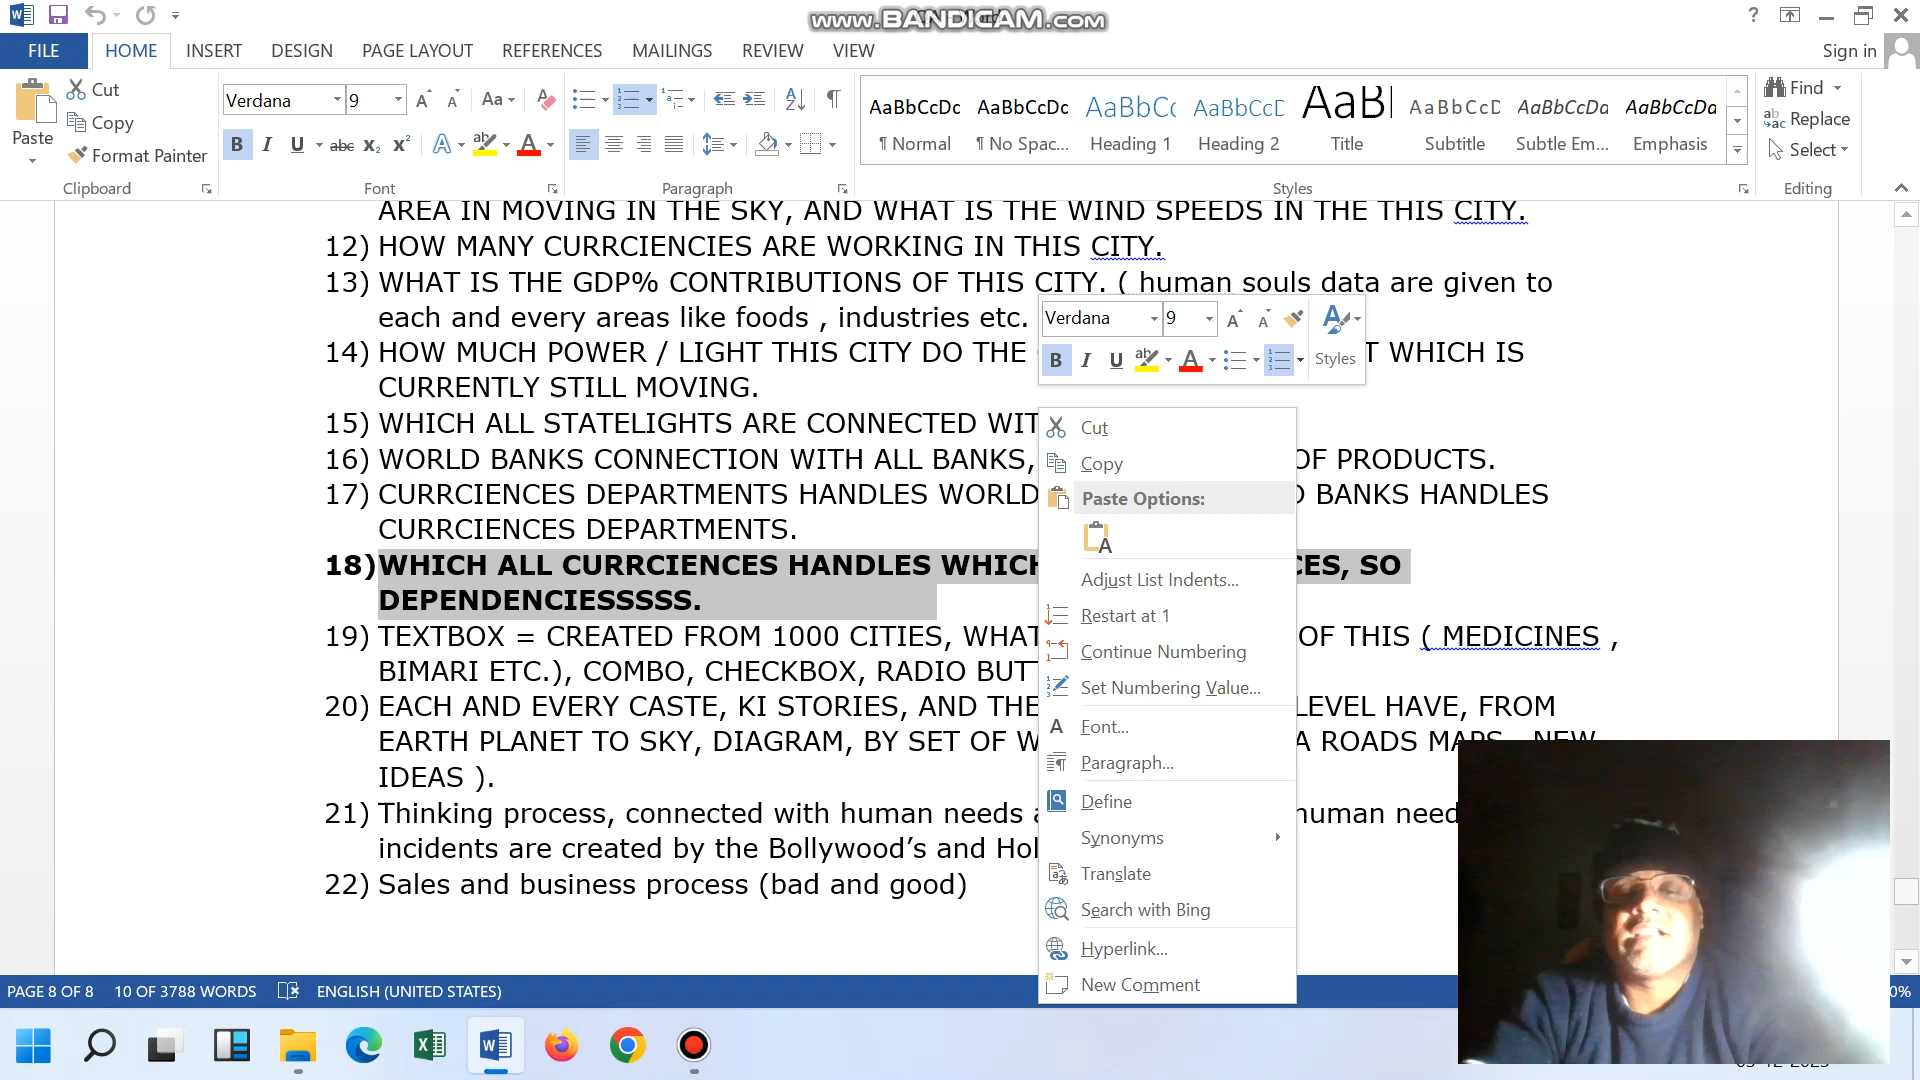 www.BANDICAM.com
Sign in
FILE HOME INSERT DESIGN PAGE LAYOUT REFERENCES MAILINGS REVIEW VIEW
Paste
Cut
Copy
Format Painter
Clipboard
Verdana 9
Font
Paragraph
AaBbCcDc AaBbCcDc AaBbCc AaBbCcD AaBl AaBbCcD AaBbCcDa AaBbCcDa
¶ Normal ¶ No Spac... Heading 1 Heading 2 Title Subtitle Subtle Em... Emphasis
Styles
Find
Replace
Select
Editing
AREA IN MOVING IN THE SKY, AND WHAT IS THE WIND SPEEDS IN THE THIS CITY.
12) HOW MANY CURRCIENCIES ARE WORKING IN THIS CITY.
13) WHAT IS THE GDP% CONTRIBUTIONS OF THIS CITY. ( human souls data are given to
each and every areas like foods , industries etc.
14) HOW MUCH POWER / LIGHT THIS CITY DO THE T WHICH IS
CURRENTLY STILL MOVING.
15) WHICH ALL STATELIGHTS ARE CONNECTED WIT
16) WORLD BANKS CONNECTION WITH ALL BANKS, OF PRODUCTS.
17) CURRCIENCES DEPARTMENTS HANDLES WORLD BANKS HANDLES
CURRCIENCES DEPARTMENTS.
18) WHICH ALL CURRCIENCES HANDLES WHICH CES, SO
DEPENDENCIESSSSS.
19) TEXTBOX = CREATED FROM 1000 CITIES, WHAT OF THIS ( MEDICINES ,
BIMARI ETC.), COMBO, CHECKBOX, RADIO BUT
20) EACH AND EVERY CASTE, KI STORIES, AND THE LEVEL HAVE, FROM
EARTH PLANET TO SKY, DIAGRAM, BY SET OF W A ROADS MAPS , NEW
IDEAS ).
21) Thinking process, connected with human needs human need
incidents are created by the Bollywood’s and Hol
22) Sales and business process (bad and good)
Verdana 9
Styles
Cut
Copy
Paste Options:
Adjust List Indents...
Restart at 1
Continue Numbering
Set Numbering Value...
Font...
Paragraph...
Define
Synonyms
Translate
Search with Bing
Hyperlink...
New Comment
PAGE 8 OF 8 10 OF 3788 WORDS ENGLISH (UNITED STATES)